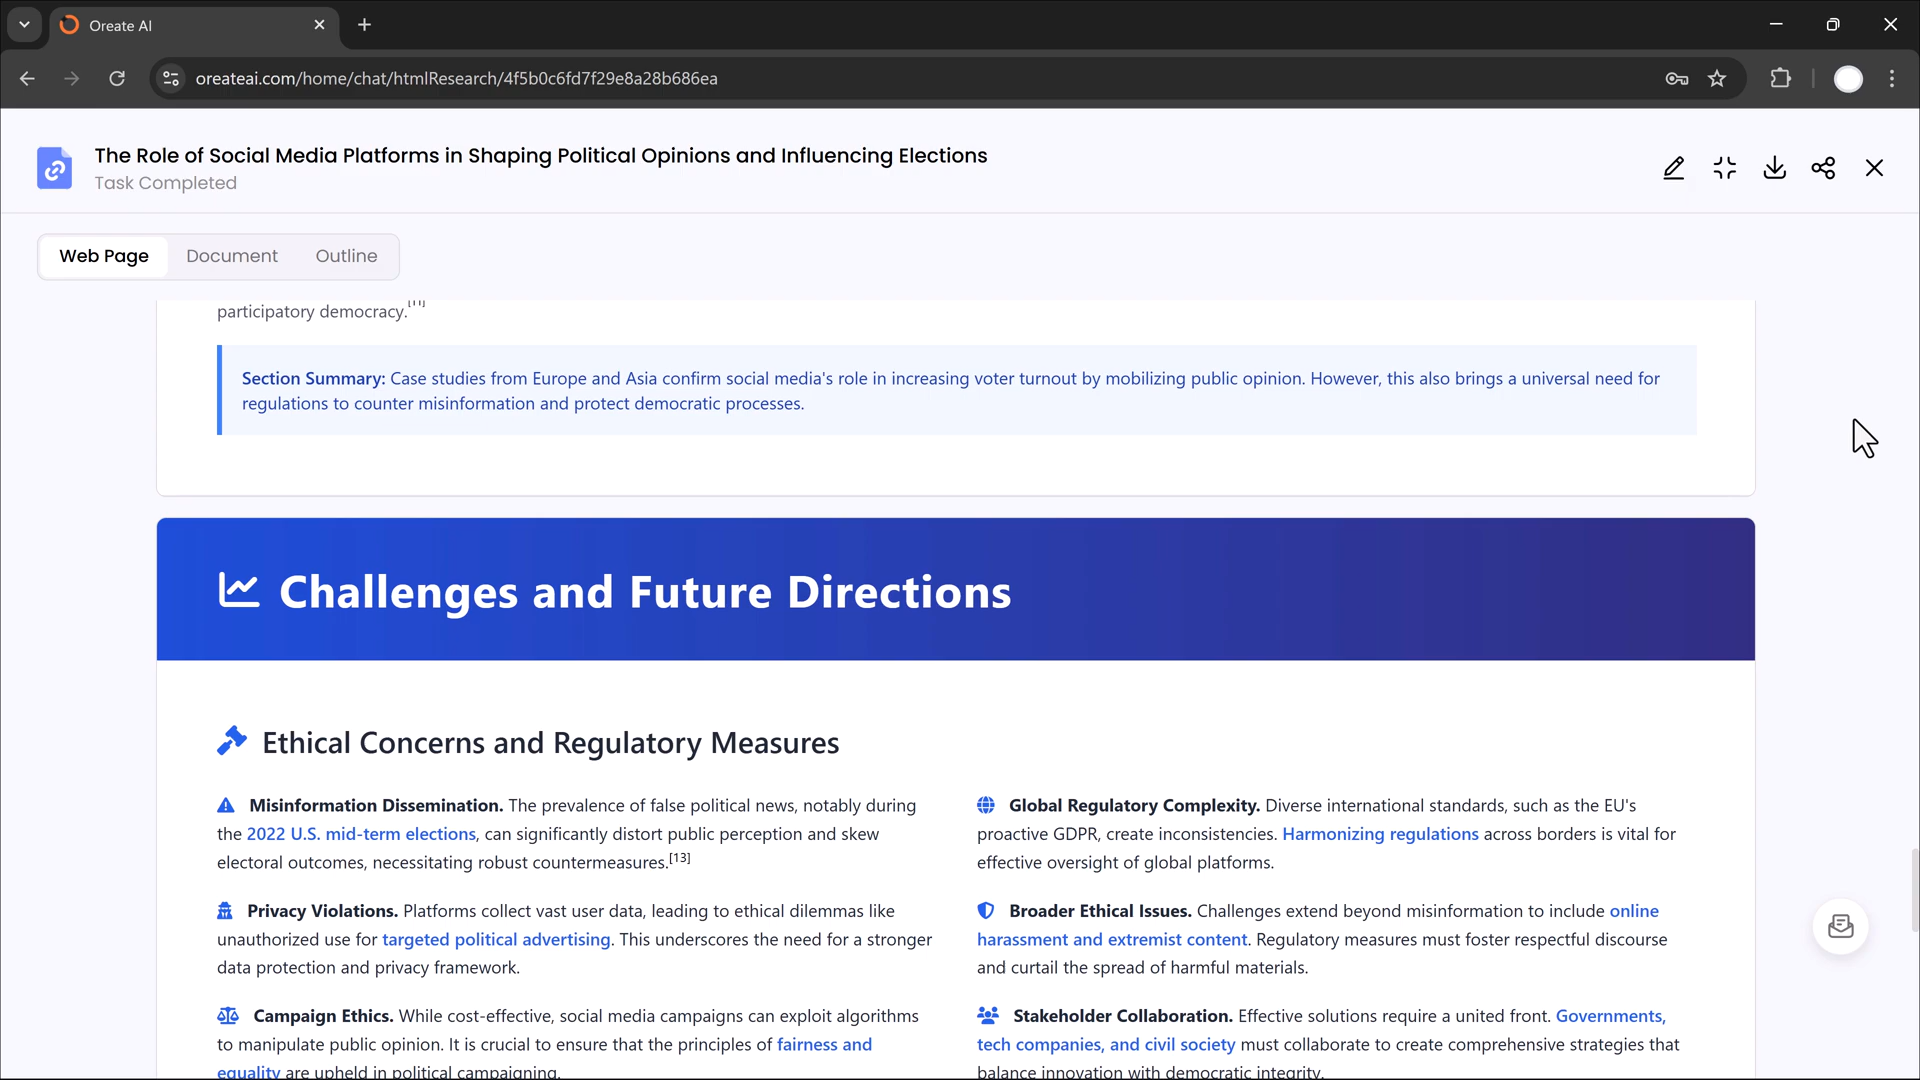 Oreate AI
oreateai.com/home/chat/htmlResearch/4f5b0c6fd7f29e8a28b686ea
The Role of Social Media Platforms in Shaping Political Opinions and Influencing Elections
Task Completed
Web Page
Document
Outline
participatory democracy.[11]
Section Summary: Case studies from Europe and Asia confirm social media's role in increasing voter turnout by mobilizing public opinion. However, this also brings a universal need for
regulations to counter misinformation and protect democratic processes.
Challenges and Future Directions
Ethical Concerns and Regulatory Measures
Misinformation Dissemination. The prevalence of false political news, notably during
the 2022 U.S. mid-term elections, can significantly distort public perception and skew
electoral outcomes, necessitating robust countermeasures.[13]
Privacy Violations. Platforms collect vast user data, leading to ethical dilemmas like
unauthorized use for targeted political advertising. This underscores the need for a stronger
data protection and privacy framework.
Campaign Ethics. While cost-effective, social media campaigns can exploit algorithms
to manipulate public opinion. It is crucial to ensure that the principles of fairness and
equality are upheld in political campaigning.
Global Regulatory Complexity. Diverse international standards, such as the EU's
proactive GDPR, create inconsistencies. Harmonizing regulations across borders is vital for
effective oversight of global platforms.
Broader Ethical Issues. Challenges extend beyond misinformation to include online
harassment and extremist content. Regulatory measures must foster respectful discourse
and curtail the spread of harmful materials.
Stakeholder Collaboration. Effective solutions require a united front. Governments,
tech companies, and civil society must collaborate to create comprehensive strategies that
balance innovation with democratic integrity.